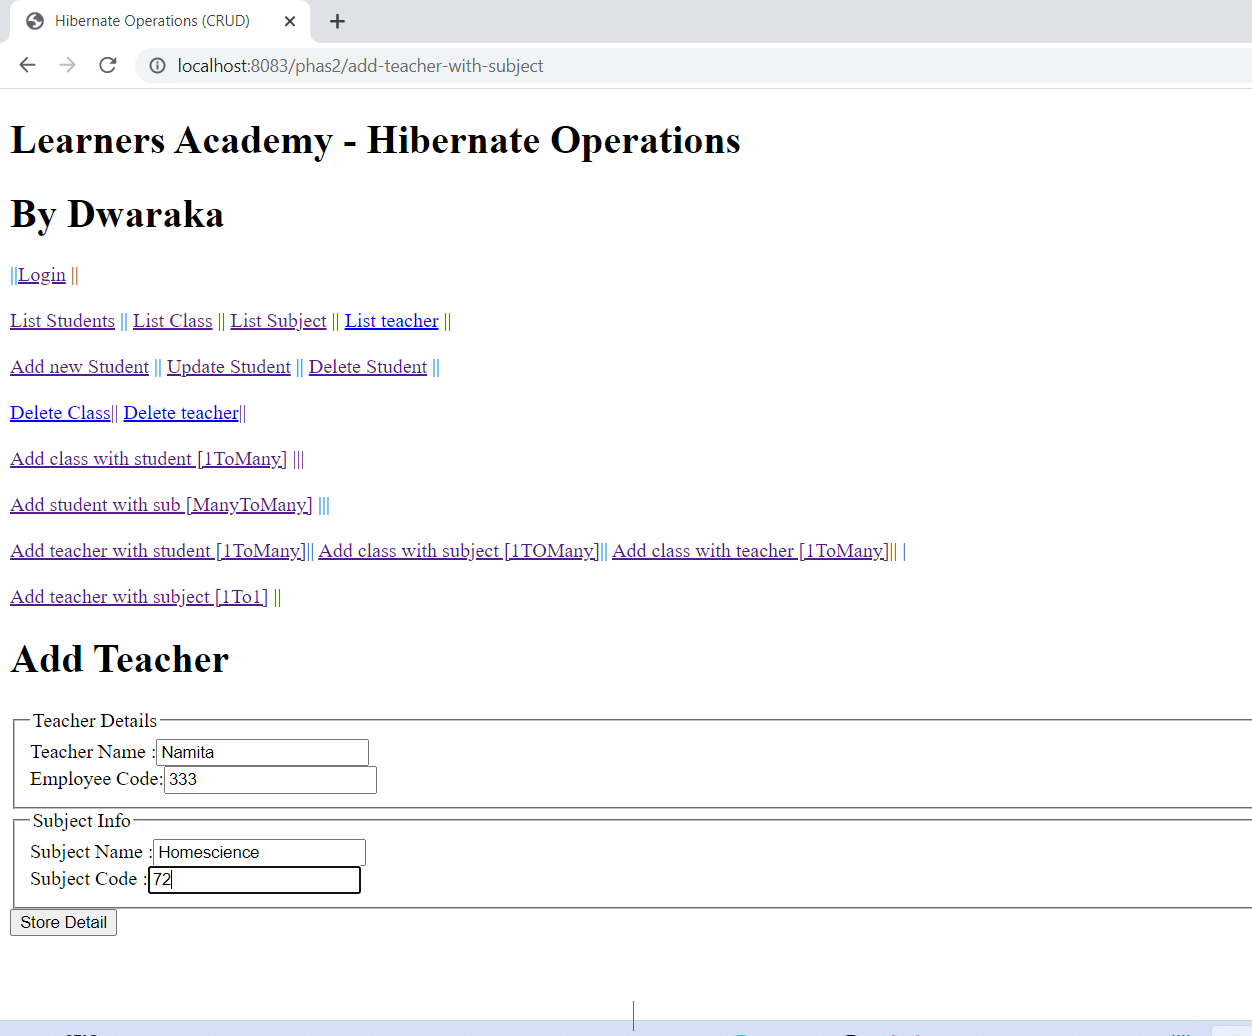 Hibernate Operations (CRUD)
localhost:8083/phas2/add-teacher-with-subject
Learners Academy - Hibernate Operations
By Dwaraka
||Login ||
List Students || List Class || List Subject || List teacher ||
Add new Student || Update Student || Delete Student ||
Delete Class|| Delete teacher||
Add class with student [1ToMany] |||
Add student with sub [ManyToMany] |||
Add teacher with student [1ToMany]|| Add class with subject [1TOMany]|| Add class with teacher [1ToMany]|| |
Add teacher with subject [1To1] ||
Add Teacher
Teacher Details
Teacher Name :Namita
Employee Code:333
Subject Info
Subject Name :Homescience
Subject Code :72
Store Detail